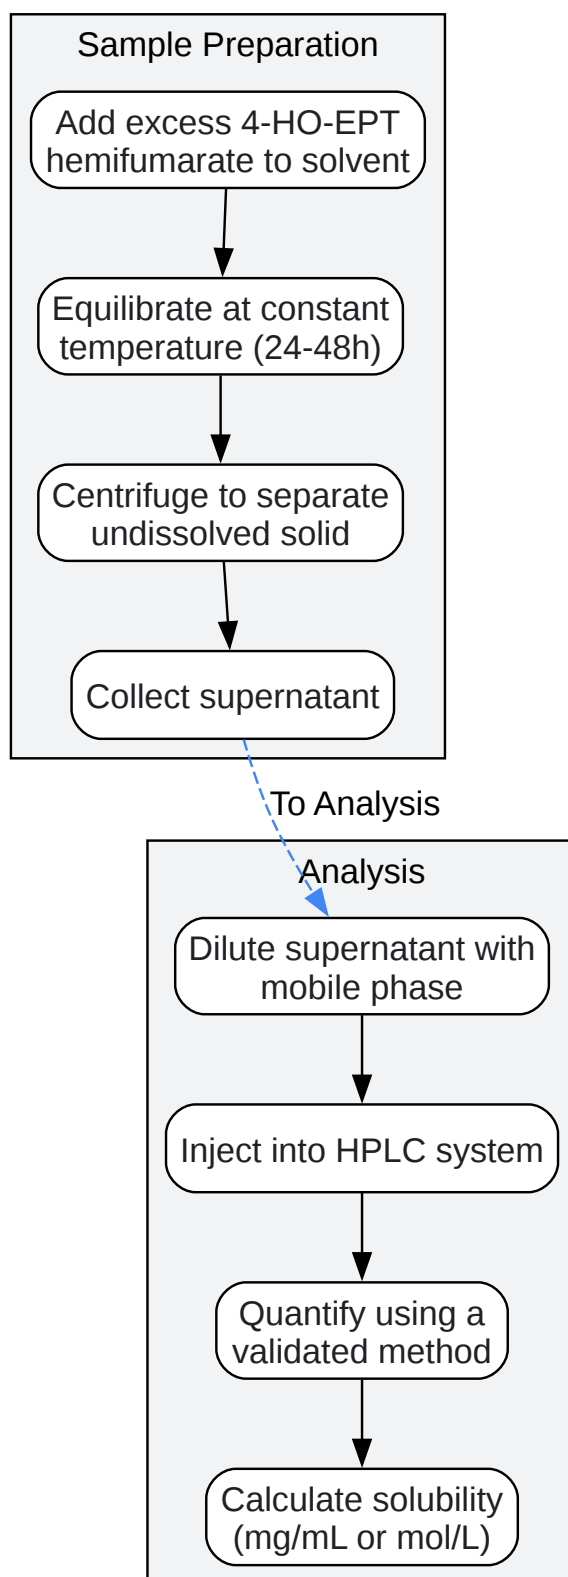 Sample Preparation
Add excess 4-HO-EPT
hemifumarate to solvent
Equilibrate at constant
temperature (24-48h)
Centrifuge to separate
undissolved solid
Collect supernatant
To Analysis
Analysis
Dilute supernatant with
mobile phase
Inject into HPLC system
Quantify using a
validated method
Calculate solubility
(mg/mL or mol/L)